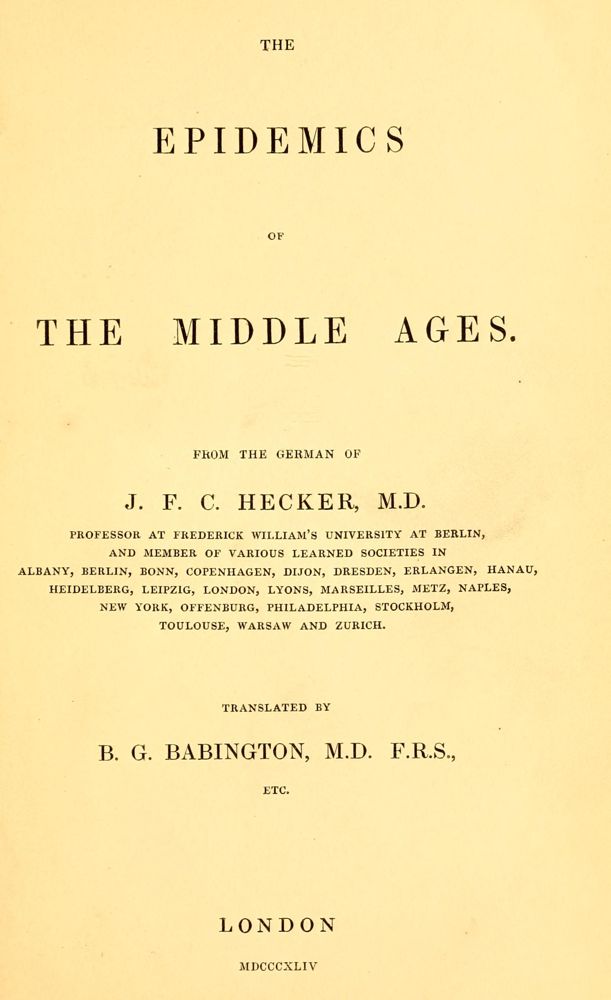 THE
EPIDEMICS
OF
THE MIDDLE AGES.
FROM THE GERMAN OF
J. F. C. HECKER, M.D.
PROFESSOR AT FREDERICK WILLIAM'S UNIVERSITY AT BERLIN,
AND MEMBER OF VARIOUS LEARNED SOCIETIES IN
ALBANY, BERLIN, BONN, COPENHAGEN, DIJON, DRESDEN, ERLANGEN, HANAU,
HEIDELBERG, LEIPZIG, LONDON, LYONS, MARSEILLES, METZ, NAPLES,
NEW YORK, OFFENBURG, PHILADELPHIA, STOCKHOLM,
TOULOUSE, WARSAW AND ZURICH.
TRANSLATED BY
B. G. BABINGTON, M.D. F.R.S.,
ETC.
LONDON
MDCCCXLIV